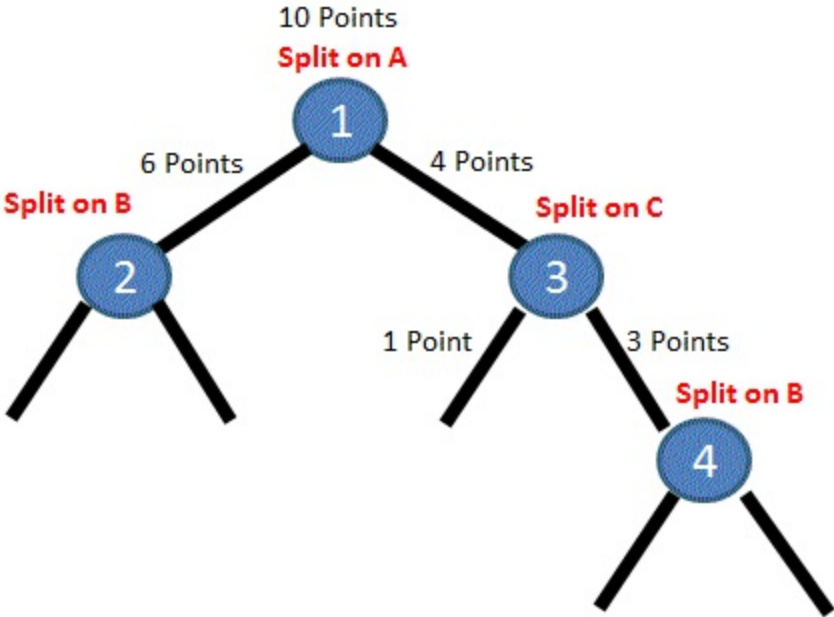 10 Points
Split on A
1
6 Points
4 Points
Split on B
Split on C
2
3
1 Point
3 Points
Split on B
4